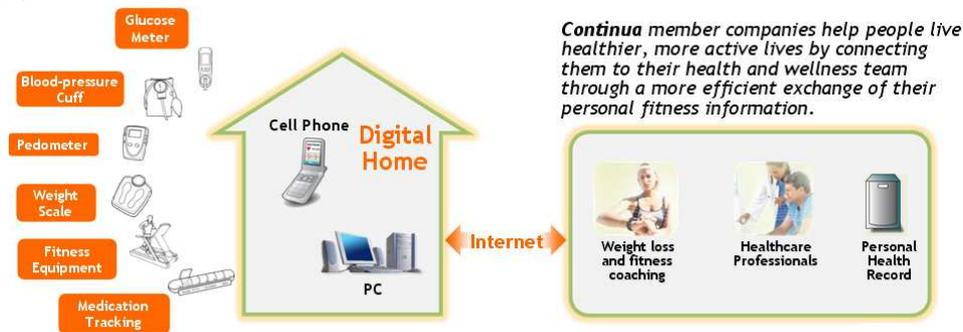 Glucose
Meter
Blood-pressure
Cuff
Pedometer
Weight
Scale
Fitness
Equipment
Medication
Tracking
Cell Phone
Digital
Home
PC
Internet
Continua member companies help people live
healthier, more active lives by connecting
them to their health and wellness team
through a more efficient exchange of their
personal fitness information.
Weight loss
and fitness
coaching
Healthcare
Professionals
Personal
Health
Record